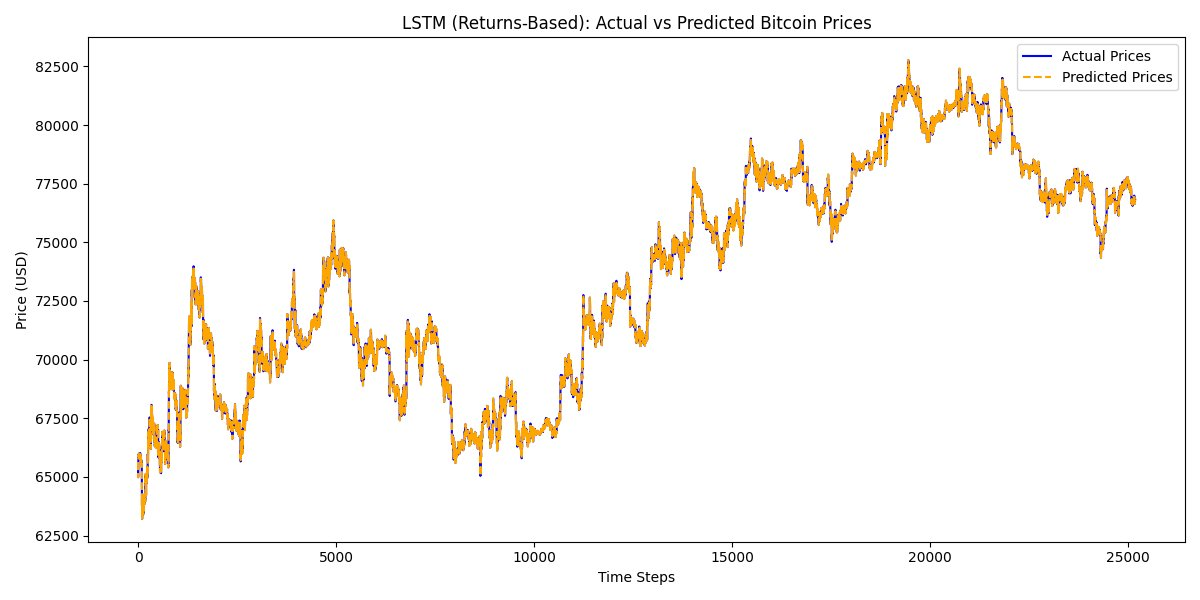 LSTM (Returns-Based): Actual vs Predicted Bitcoin Prices
Actual Prices
Predicted Prices
Price (USD)
82500
80000
77500
75000
72500
70000
67500
65000
62500
0 5000 10000 15000 20000 25000
Time Steps